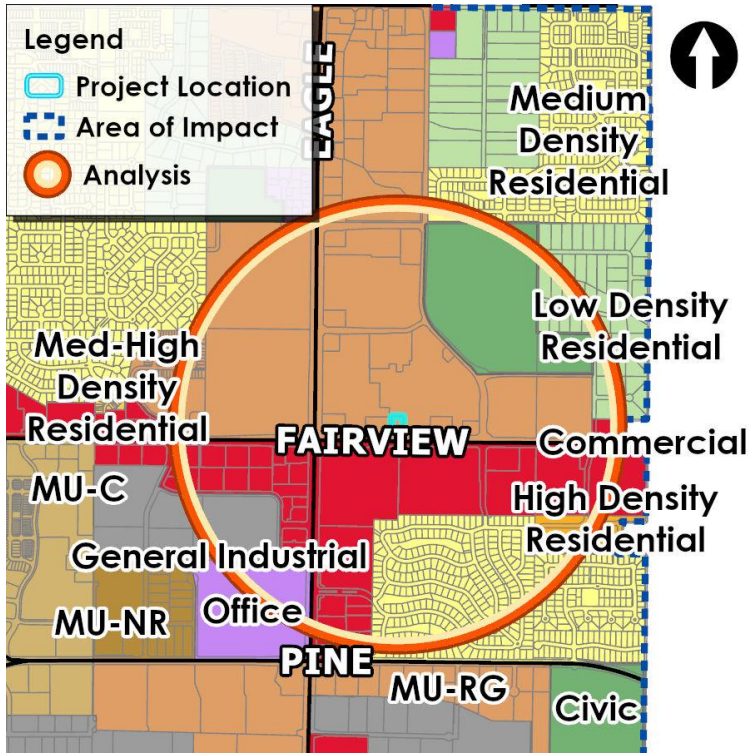 Legend
Project Location
Area of Impact
Analysis
EAGLE
Medium
Density
Residential
Low Density
Residential
Med-High
Density
Residential
FAIRVIEW
Commercial
MU-C
High Density
Residential
General Industrial
MU-NR
Office
PINE
MU-RG
Civic